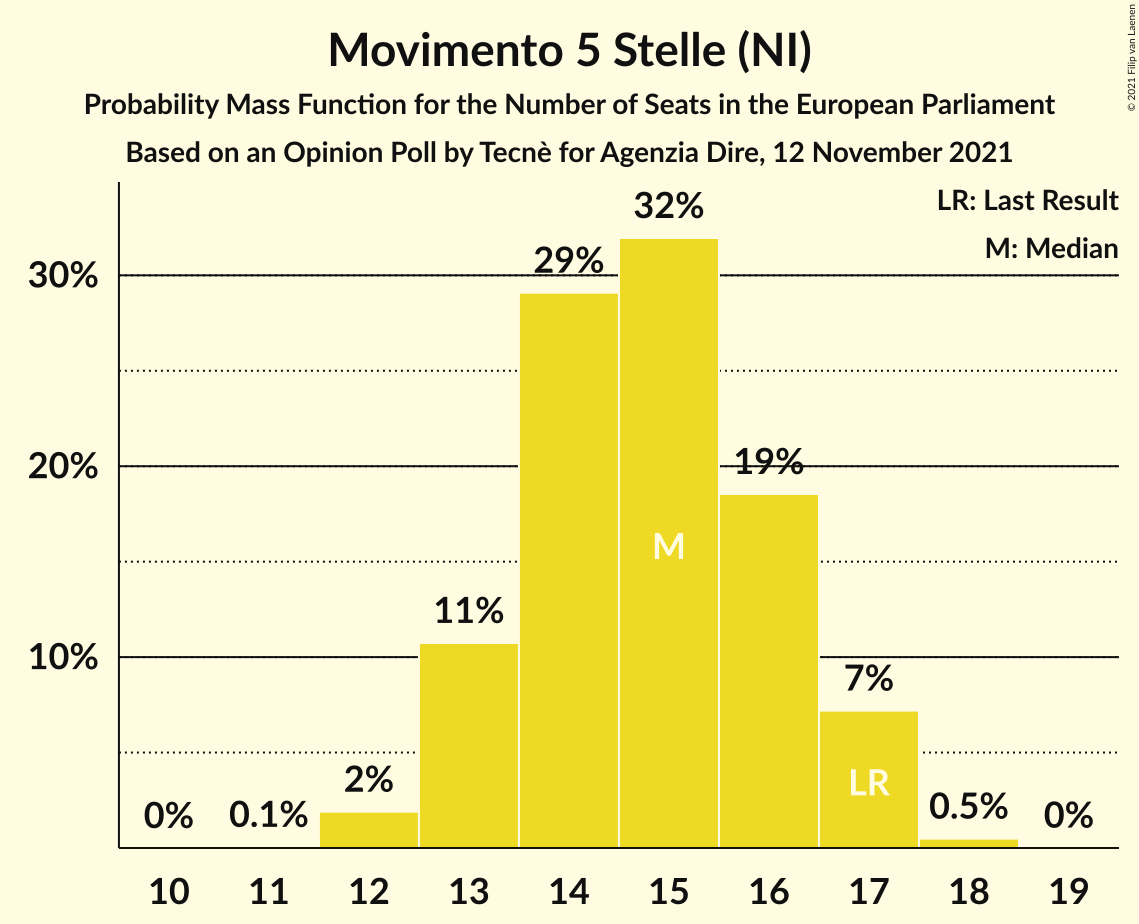 Movimento 5 Stelle (NI)
Probability Mass Function for the Number of Seats in the European Parliament
Based on an Opinion Poll by Tecnè for Agenzia Dire, 12 November 2021
© 2021 Filip van Laenen
LR: Last Result
M: Median
30%
20%
10%
0%
0.1%
2%
11%
29%
32%
19%
7%
0.5%
0%
M
LR
10 11 12 13 14 15 16 17 18 19